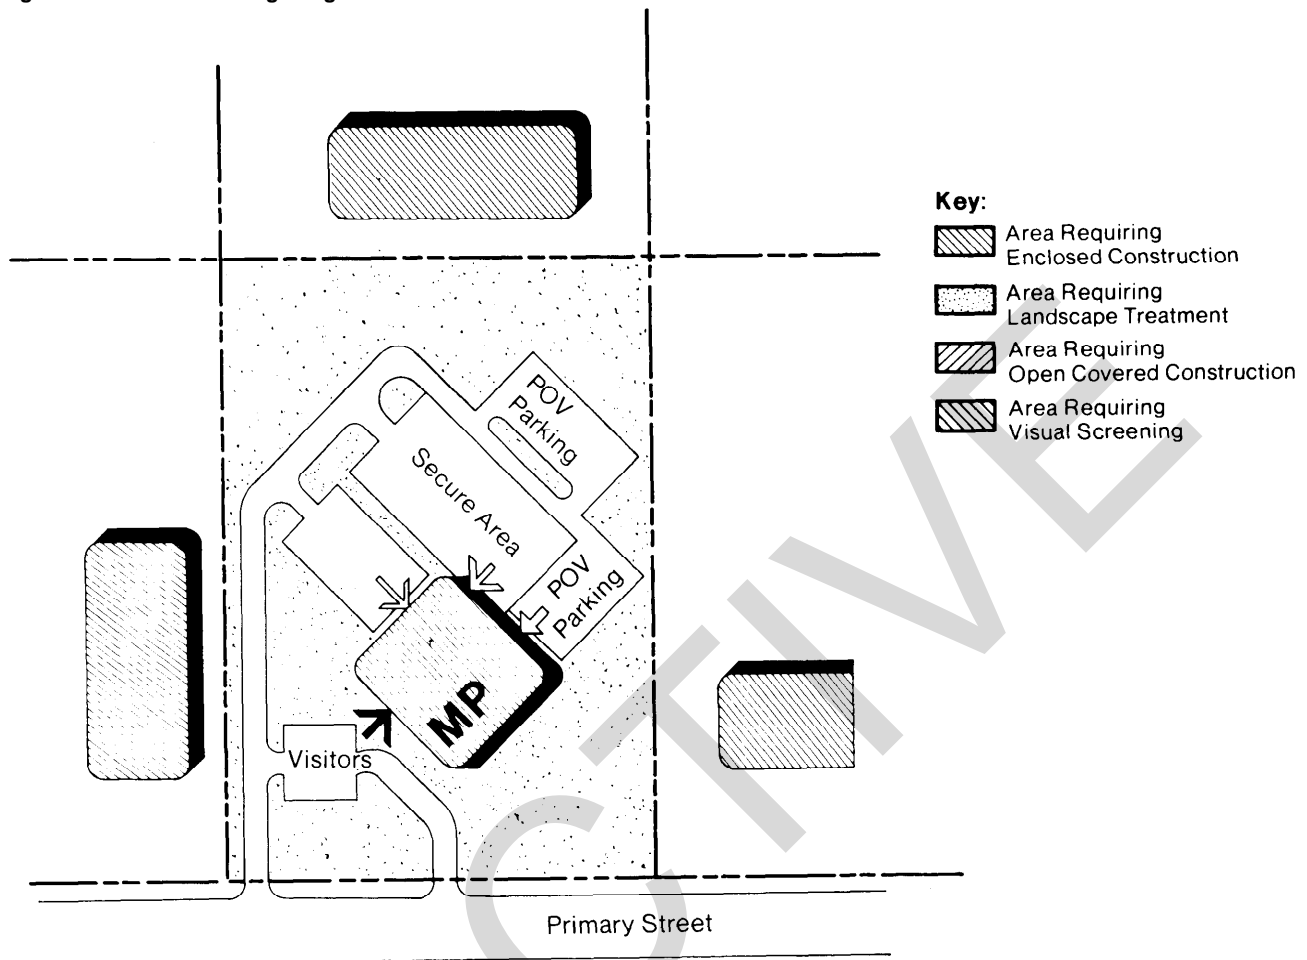 Key:
Area Requiring
Enclosed Construction
Area Requiring
Landscape Treatment
Area Requiring
Open Covered Construction
Area Requiring
Visual Screening
POV
Parking
Secure Area
POV
Parking
MP
Visitors
Primary Street
CTIVE